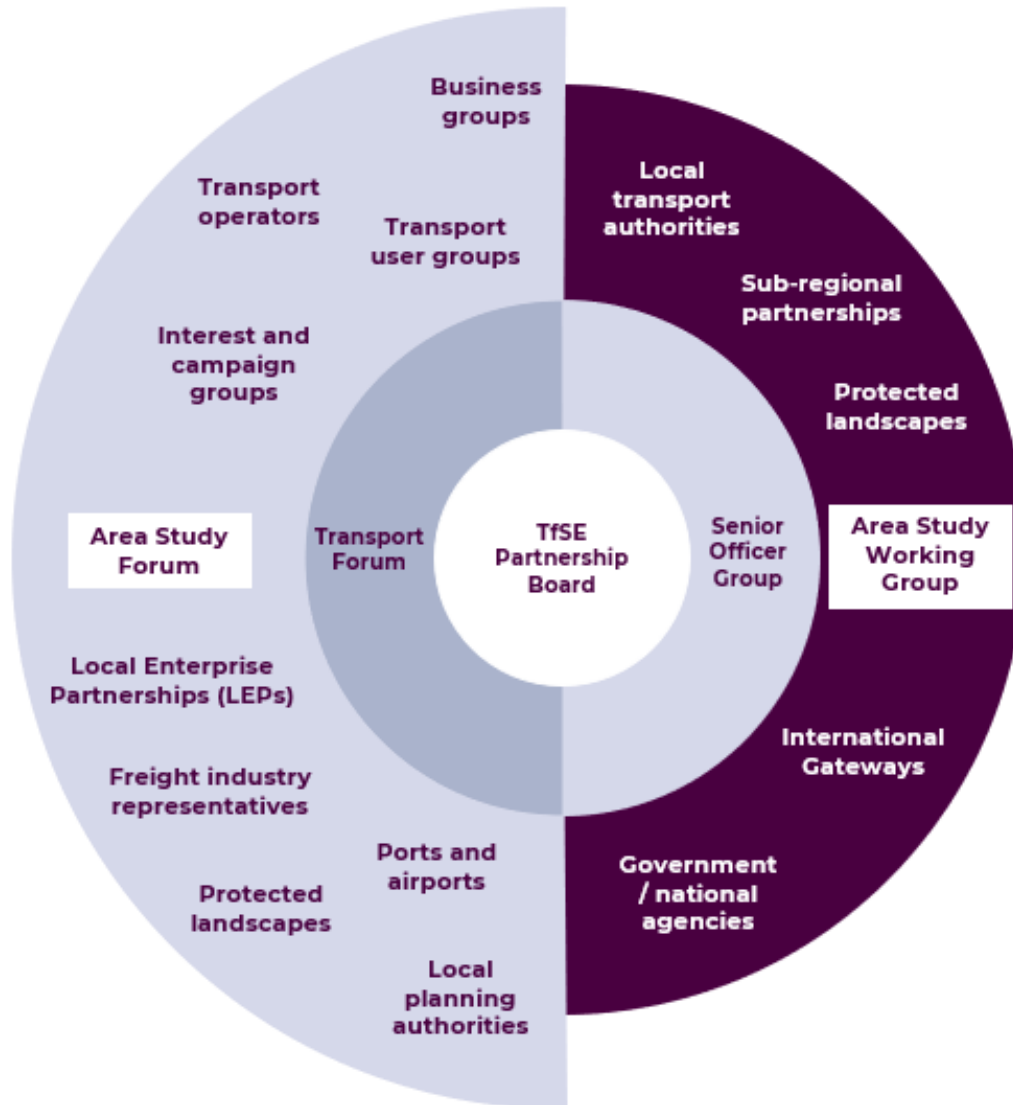 Business
groups
Transport
operators
Transport
user groups
Interest and
campaign
groups
Area Study
Forum
Local Enterprise
Partnerships (LEPs)
Freight industry
representatives
Ports and
airports
Protected
landscapes
Local
planning
authorities
Transport
Forum
TfSE
Partnership
Board
Senior
Officer
Group
Local
transport
authorities
Sub-regional
partnerships
Protected
landscapes
Area Study
Working
Group
International
Gateways
Government
/ national
agencies